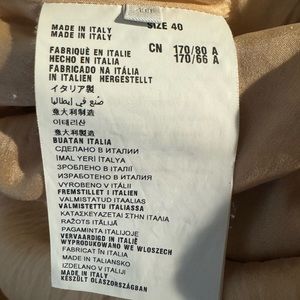 SIZE 40
MADE IN ITALY
MADE IN ITALY
CN 170/80 A
170/66 A
FABRIQUÉ EN ITALIE
HECHO EN ITALIA
FABRICADO NA ITÁLIA
IN ITALIEN HERGESTELLT
イタリア製
صنع في إيطاليا
意大利制造
이태리산
意大利製造
BUATAN ITALIA
СДЕЛАНО В ИТАЛИИ
IMAL YERİ İTALYA
ЗРОБЛЕНО В ІТАЛІЇ
ИЗРАБОТЕНО В ИТАЛИЯ
VYROBENO V ITÁLII
FREMSTILLET I ITALIEN
VALMISTATUD ITAALIAS
VALMISTETTU ITALIASSA
ΚΑΤΑΣΚΕΥΑΖΕΤΑΙ ΣΤΗΝ ΙΤΑΛΙΑ
RAŽOTS ITĀLIJĀ
PAGAMINTA ITALIJOJE
VERVAARDIGD IN ITALIË
WYPRODUKOWANO WE WŁOSZECH
FABRICAT ÎN ITALIA
MADE IN TALIANSKO
IZDELANO V ITALIJI
MADE IN ITALY
KÉSZÜLT OLASZORSZÁGBAN